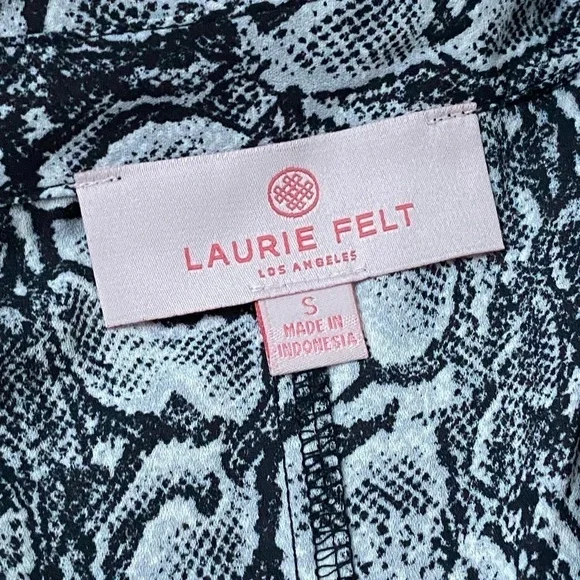 LAURIE FELT
LOS ANGELES
S
MADE IN
INDONESIA